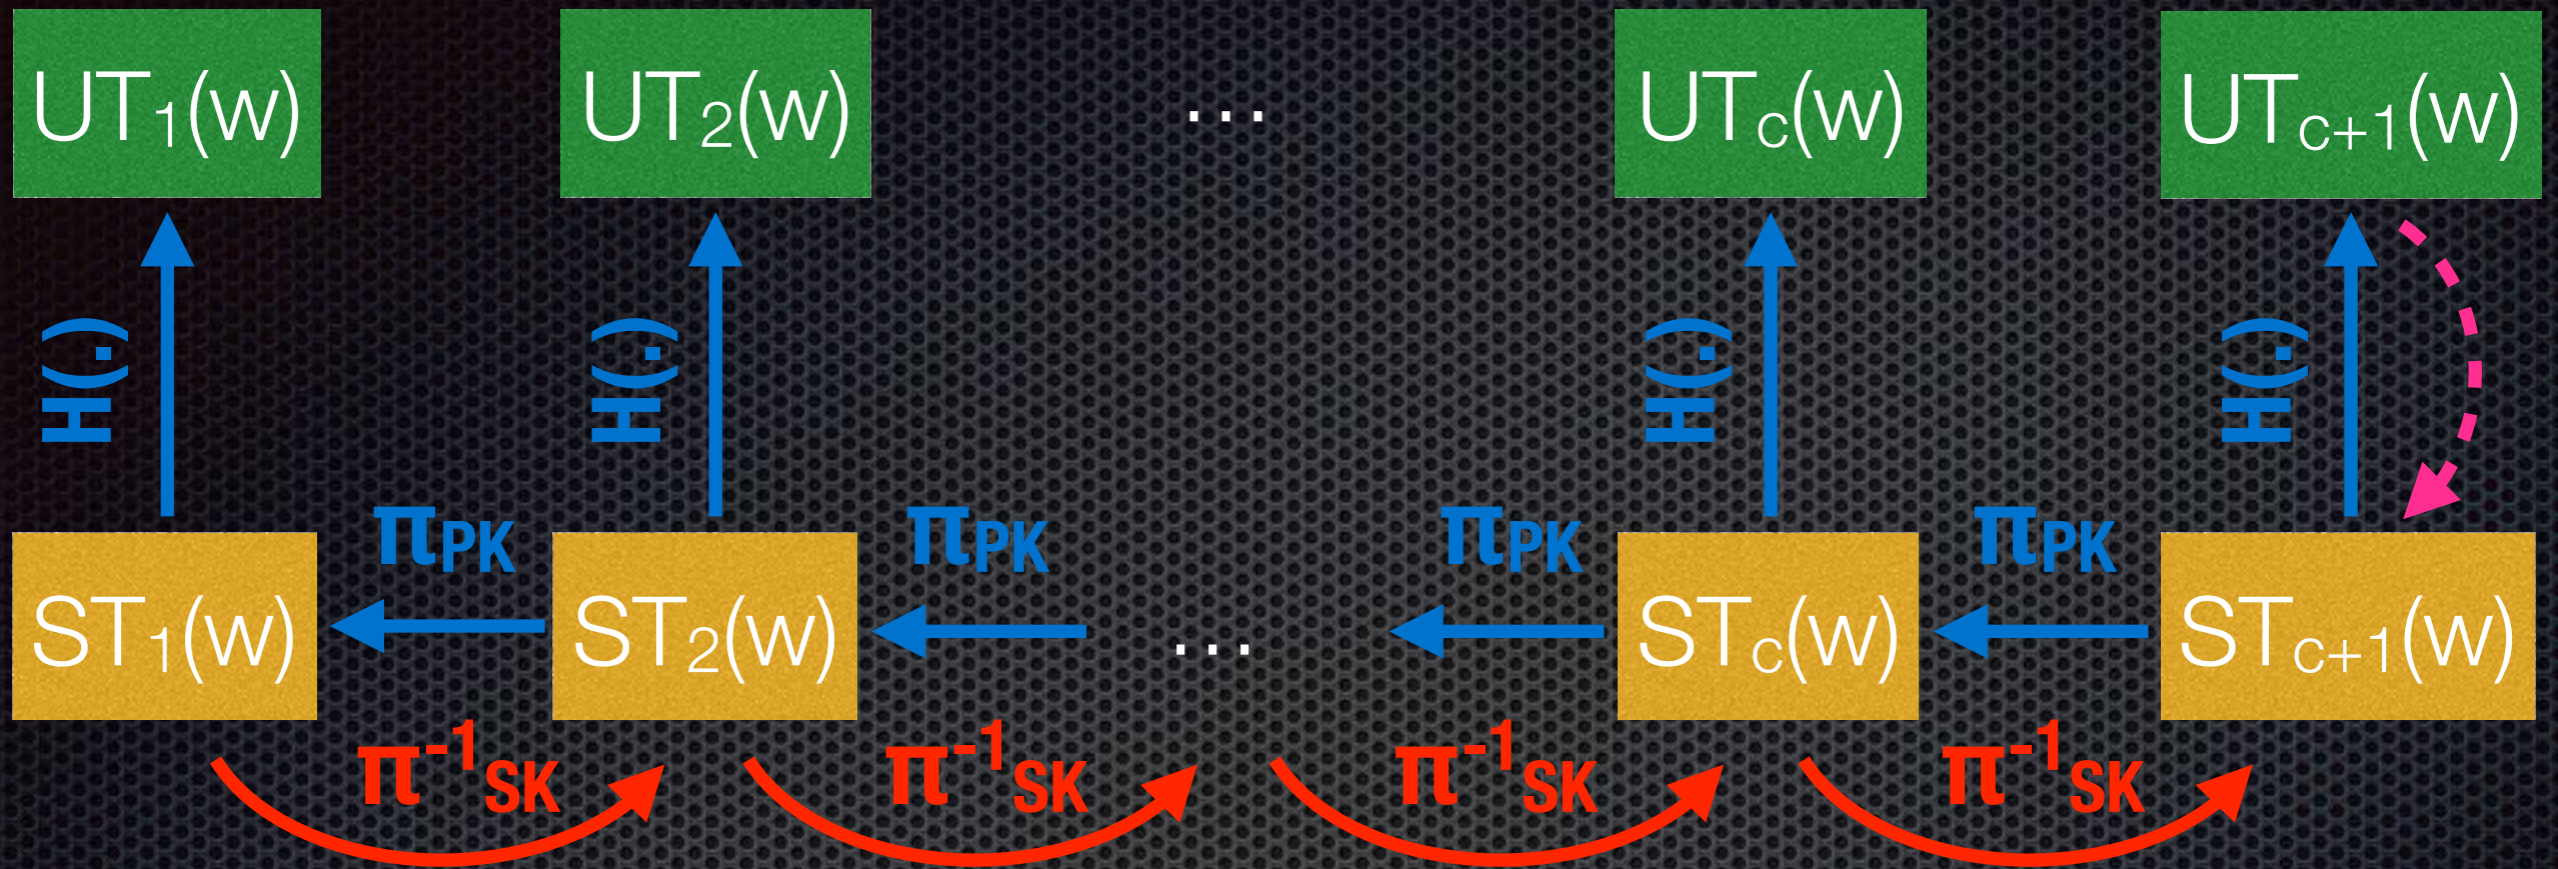 UT1(w) UT2(w) ... UTc(w) UTc+1(w)
H(.) H(.) H(.) H(.)
πPK πPK πPK πPK
ST1(w) ST2(w) ... STc(w) STc+1(w)
π-1SK π-1SK π-1SK π-1SK